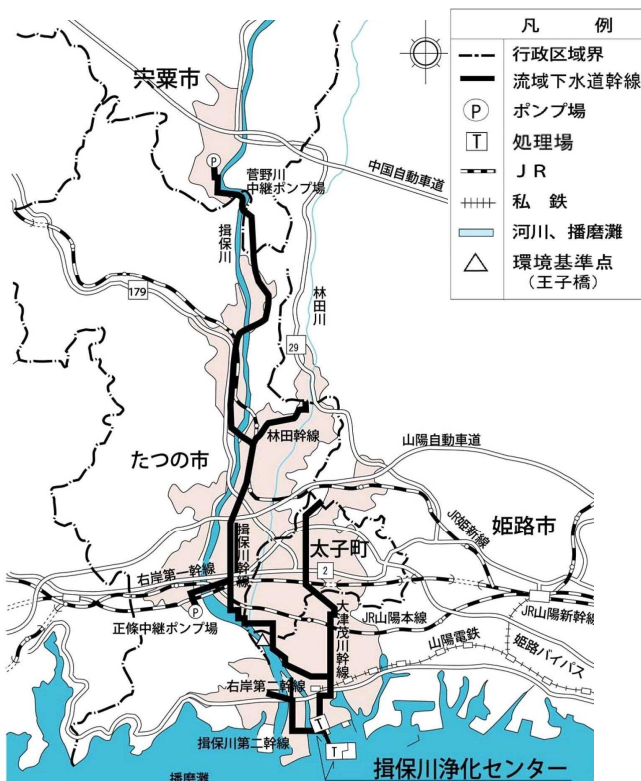 凡例
行政区域界
流域下水道幹線
P
ポンプ場
T
処理場
JR
私鉄
河川、播磨灘
環境基準点
(王子橋)
宍粟市
P
菅野川
中継ポンプ場
中国自動車道
揖保川
林田川
179
29
林田幹線
山陽自動車道
たつの市
JR姫新線
姫路市
揖保川幹線
太子町
右岸第一幹線
2
P
正條中継ポンプ場
大津茂川幹線
JR山陽本線
JR山陽新幹線
山陽電鉄
姫路バイパス
右岸第二幹線
T
揖保川第二幹線
T
揖保川浄化センター
播磨灘